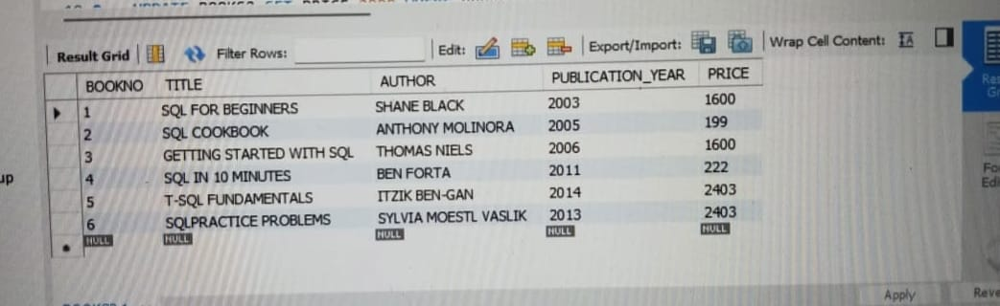 Result Grid Filter Rows: Edit: Export/Import: Wrap Cell Content: IA
BOOKNO TITLE AUTHOR PUBLICATION_YEAR PRICE
1 SQL FOR BEGINNERS SHANE BLACK 2003 1600
2 SQL COOKBOOK ANTHONY MOLINORA 2005 199
3 GETTING STARTED WITH SQL THOMAS NIELS 2006 1600
4 SQL IN 10 MINUTES BEN FORTA 2011 222
5 T-SQL FUNDAMENTALS ITZIK BEN-GAN 2014 2403
6 SQLPRACTICE PROBLEMS SYLVIA MOESTL VASLIK 2013 2403
NULL NULL NULL NULL NULL
up
Res
Gr
Fo
Edi
Apply Reve